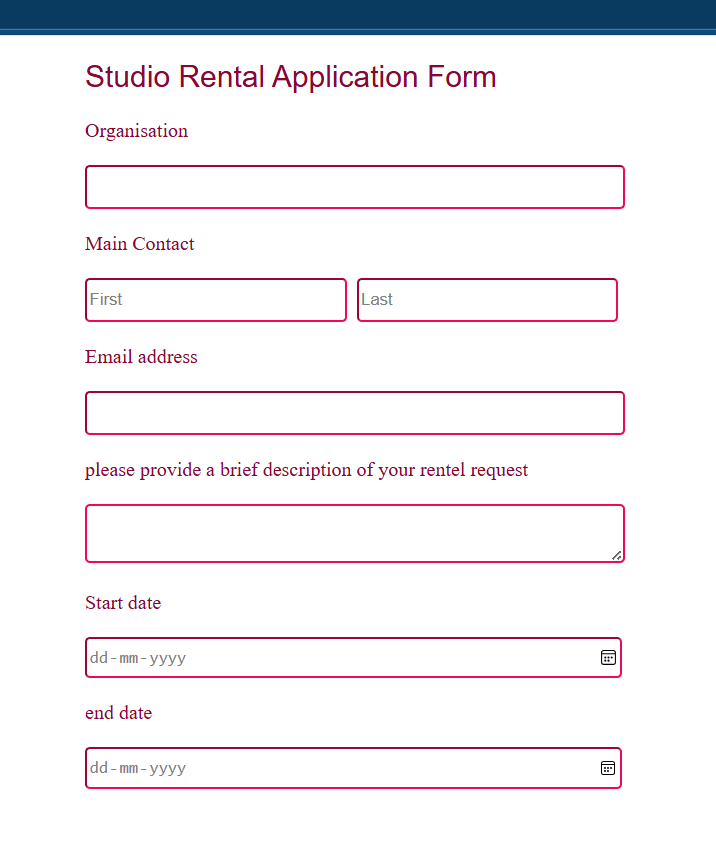 Studio Rental Application Form
Organisation
Main Contact
First Last
Email address
please provide a brief description of your rentel request
Start date
dd-mm-yyyy
end date
dd-mm-yyyy